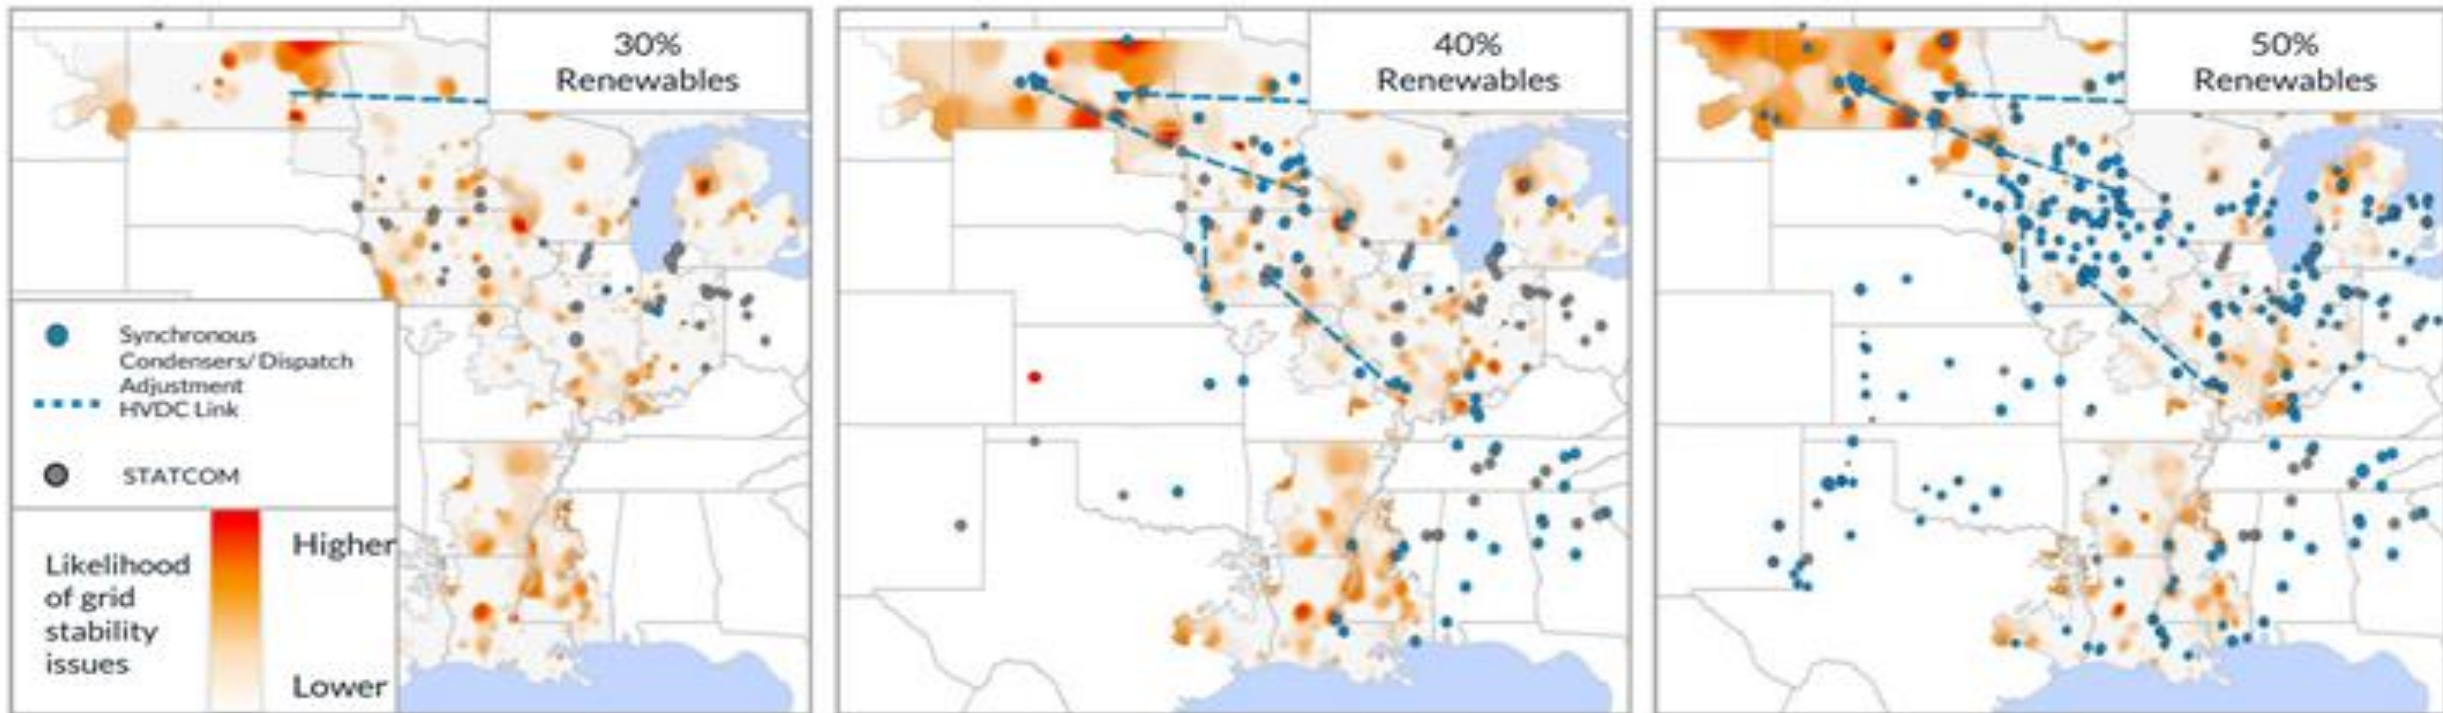 30%
Renewables
40%
Renewables
50%
Renewables
Synchronous
Condensers/ Dispatch
Adjustment
HVDC Link
STATCOM
Likelihood
of grid
stability
issues
Higher
Lower